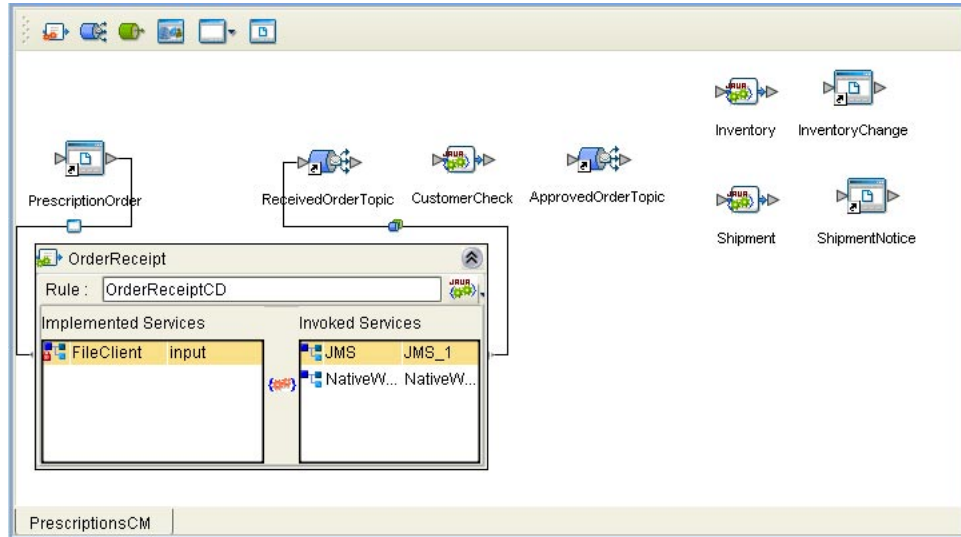 Inventory
InventoryChange
PrescriptionOrder
ReceivedOrderTopic
CustomerCheck
ApprovedOrderTopic
Shipment
ShipmentNotice
OrderReceipt
Rule : OrderReceiptCD
Implemented Services
Invoked Services
FileClient input
JMS JMS_1
NativeW... NativeW...
PrescriptionsCM